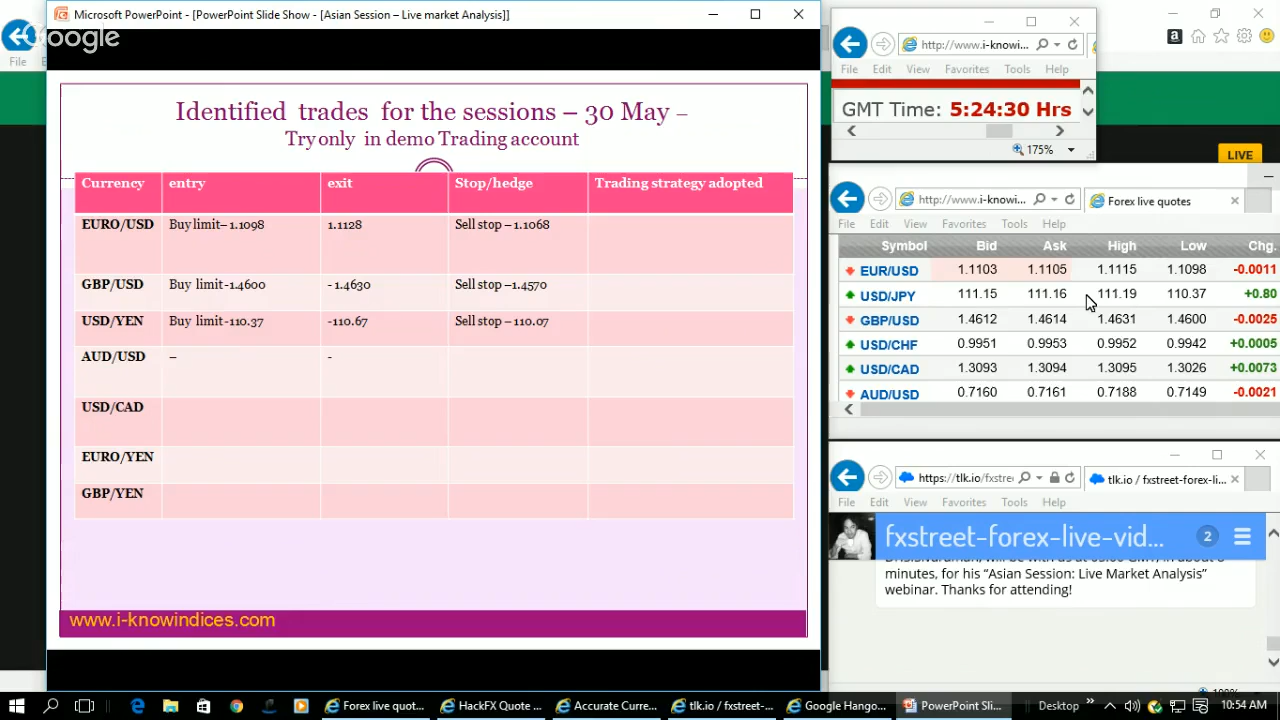 Microsoft PowerPoint - [PowerPoint Slide Show - [Asian Session – Live market Analysis]]
Google
File
Identified trades for the sessions – 30 May –
Try only in demo Trading account
Currency entry exit Stop/hedge Trading strategy adopted
EURO/USD Buy limit– 1.1098 1.1128 Sell stop – 1.1068
GBP/USD Buy limit -1.4600 - 1.4630 Sell stop –1.4570
USD/YEN Buy limit-110.37 -110.67 Sell stop – 110.07
AUD/USD – -
USD/CAD
EURO/YEN
GBP/YEN
www.i-knowindices.com
http://www.i-knowi...
File Edit View Favorites Tools Help
GMT Time: 5:24:30 Hrs
175%
LIVE
http://www.i-knowi... Forex live quotes
File Edit View Favorites Tools Help
Symbol Bid Ask High Low Chg.
EUR/USD 1.1103 1.1105 1.1115 1.1098 -0.0011
USD/JPY 111.15 111.16 111.19 110.37 +0.80
GBP/USD 1.4612 1.4614 1.4631 1.4600 -0.0025
USD/CHF 0.9951 0.9953 0.9952 0.9942 +0.0005
USD/CAD 1.3093 1.3094 1.3095 1.3026 +0.0073
AUD/USD 0.7160 0.7161 0.7188 0.7149 -0.0021
https://tlk.io/fxstre tlk.io / fxstreet-forex-li...
File Edit View Favorites Tools Help
fxstreet-forex-live-vid... 2
minutes, for his “Asian Session: Live Market Analysis”
webinar. Thanks for attending!
Forex live quot... HackFX Quote ... Accurate Curre... tlk.io / fxstreet-... Google Hango... PowerPoint Sli... Desktop 10:54 AM